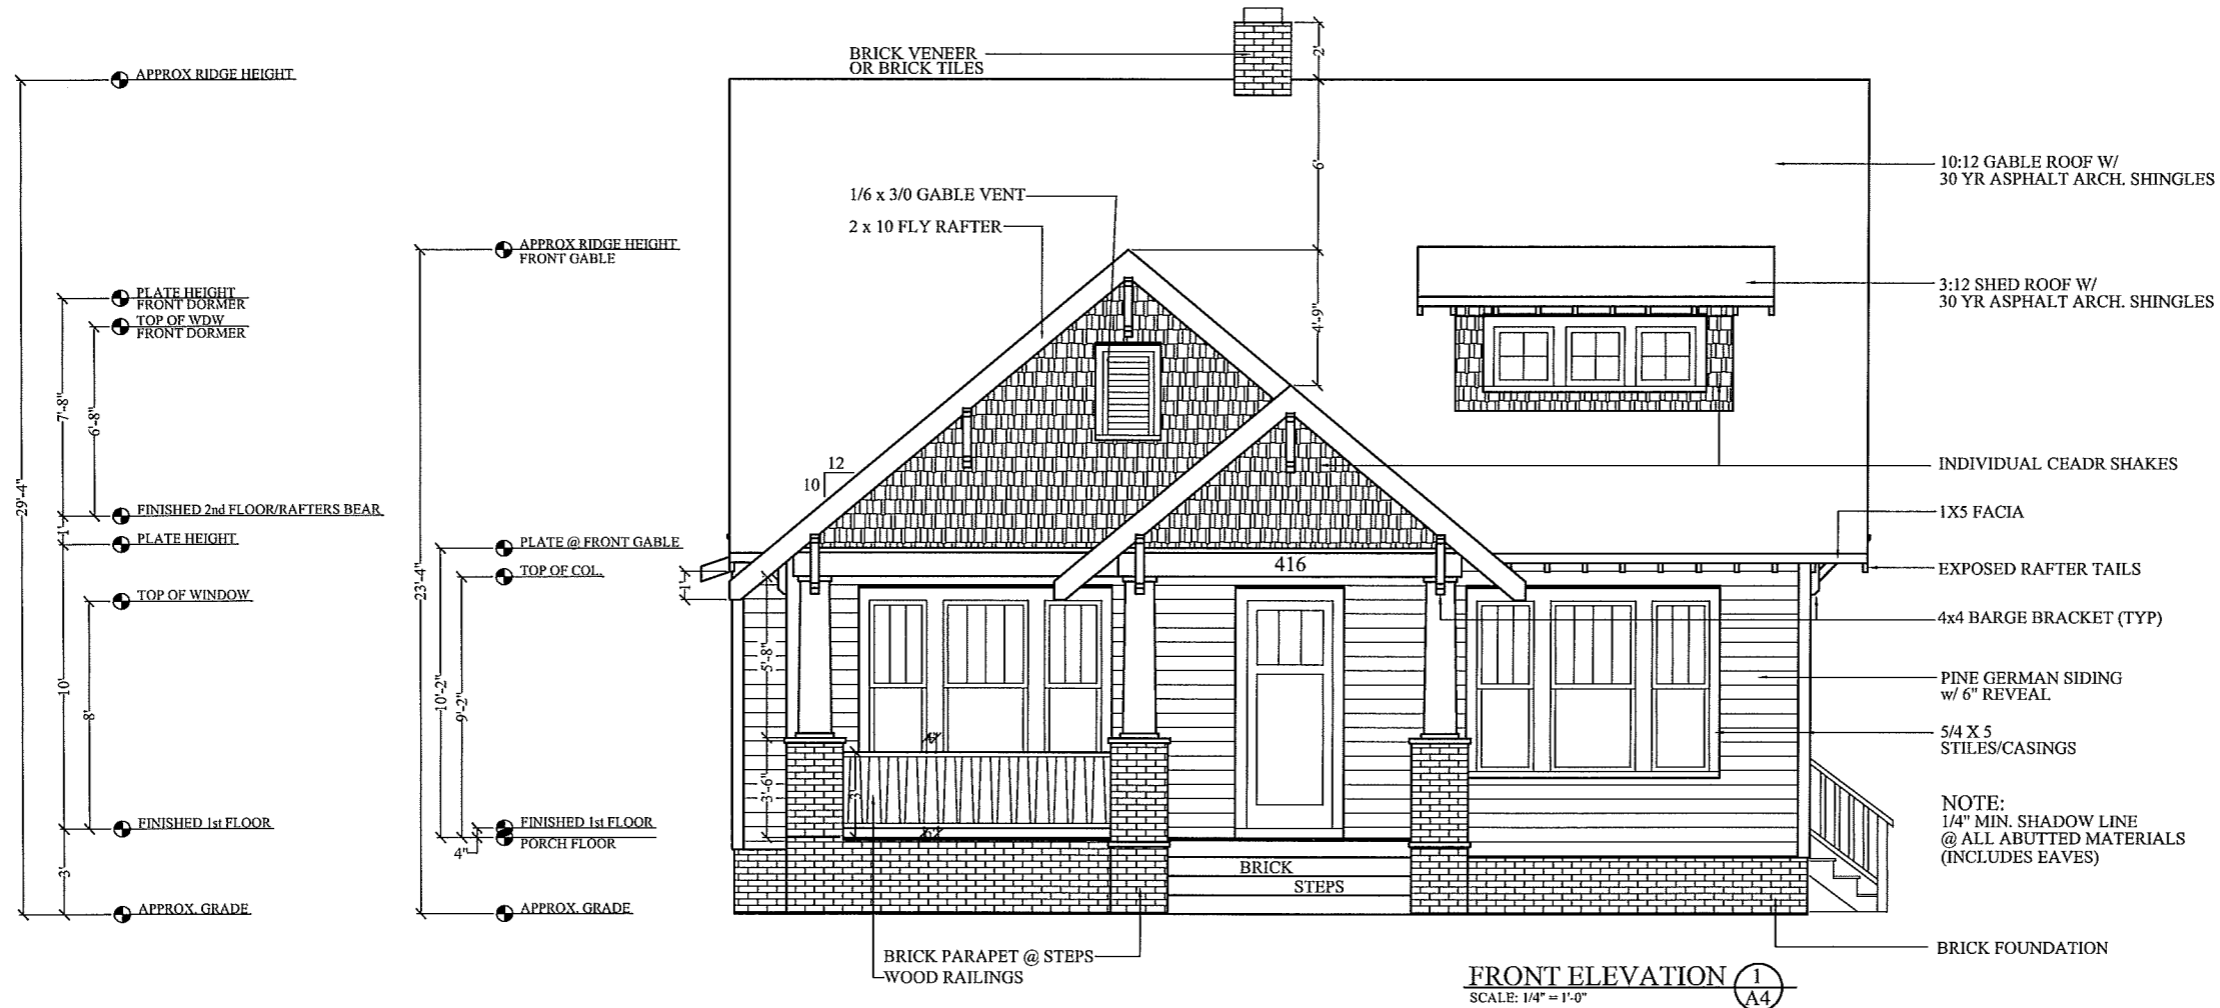 BRICK VENEER
OR BRICK TILES
2'
APPROX RIDGE HEIGHT
6'
10:12 GABLE ROOF W/
30 YR ASPHALT ARCH. SHINGLES
1/6 x 3/0 GABLE VENT
2 x 10 FLY RAFTER
APPROX RIDGE HEIGHT
FRONT GABLE
3:12 SHED ROOF W/
30 YR ASPHALT ARCH. SHINGLES
PLATE HEIGHT
FRONT DORMER
TOP OF WDW
FRONT DORMER
4'-9"
7'-8"
6'-8"
12
10
INDIVIDUAL CEADR SHAKES
29'-4"
FINISHED 2nd FLOOR/RAFTERS BEAR
1'
PLATE HEIGHT
1X5 FACIA
PLATE @ FRONT GABLE
TOP OF COL.
416
EXPOSED RAFTER TAILS
23'-4"
1'
TOP OF WINDOW
4x4 BARGE BRACKET (TYP)
5'-8"
PINE GERMAN SIDING
w/ 6" REVEAL
10'
10'-2"
9'-2"
8'
5/4 X 5
STILES/CASINGS
3'-6"
3'
NOTE:
1/4" MIN. SHADOW LINE
@ ALL ABUTTED MATERIALS
(INCLUDES EAVES)
FINISHED 1st FLOOR
FINISHED 1st FLOOR
PORCH FLOOR
4"
3'
BRICK
STEPS
APPROX. GRADE
APPROX. GRADE
BRICK PARAPET @ STEPS
WOOD RAILINGS
BRICK FOUNDATION
FRONT ELEVATION
SCALE: 1/4" = 1'-0"
1
A4